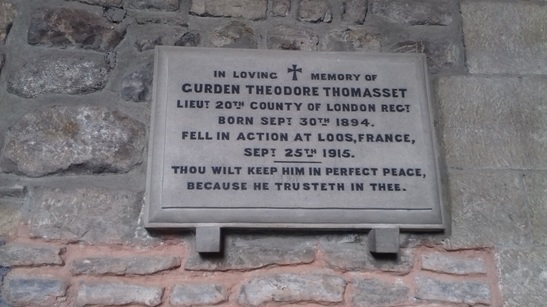 IN LOVING ✝ MEMORY OF
GURDEN THEODORE THOMASSET
LIEUT 20TH COUNTY OF LONDON REGT
BORN SEPT 30TH 1894.
FELL IN ACTION AT LOOS, FRANCE,
SEPT 25TH 1915.
THOU WILT KEEP HIM IN PERFECT PEACE,
BECAUSE HE TRUSTETH IN THEE.